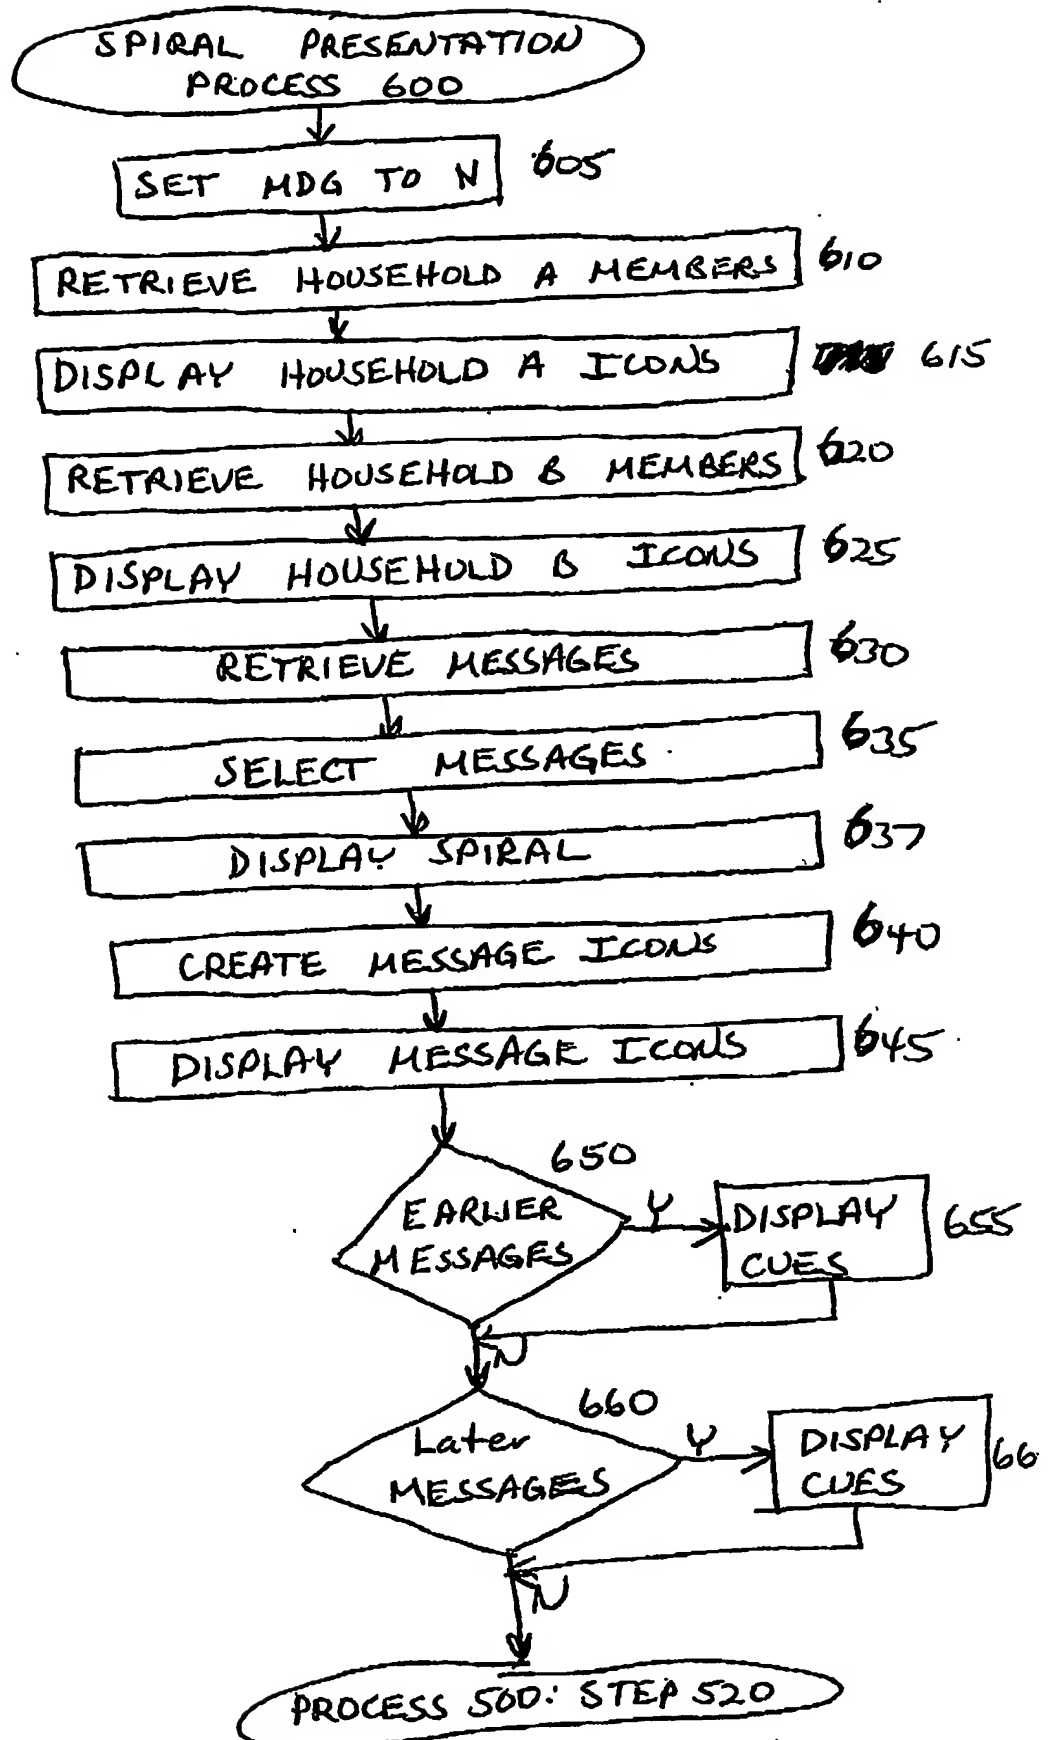 SPIRAL PRESENTATION
PROCESS 600
SET MDG TO N 605
RETRIEVE HOUSEHOLD A MEMBERS 610
DISPLAY HOUSEHOLD A ICONS 615
RETRIEVE HOUSEHOLD B MEMBERS 620
DISPLAY HOUSEHOLD B ICONS 625
RETRIEVE MESSAGES 630
SELECT MESSAGES 635
DISPLAY SPIRAL 637
CREATE MESSAGE ICONS 640
DISPLAY MESSAGE ICONS 645
650
EARLIER
MESSAGES
Y
DISPLAY
CUES
655
N
660
Later
MESSAGES
Y
DISPLAY
CUES
66
N
PROCESS 500: STEP 520